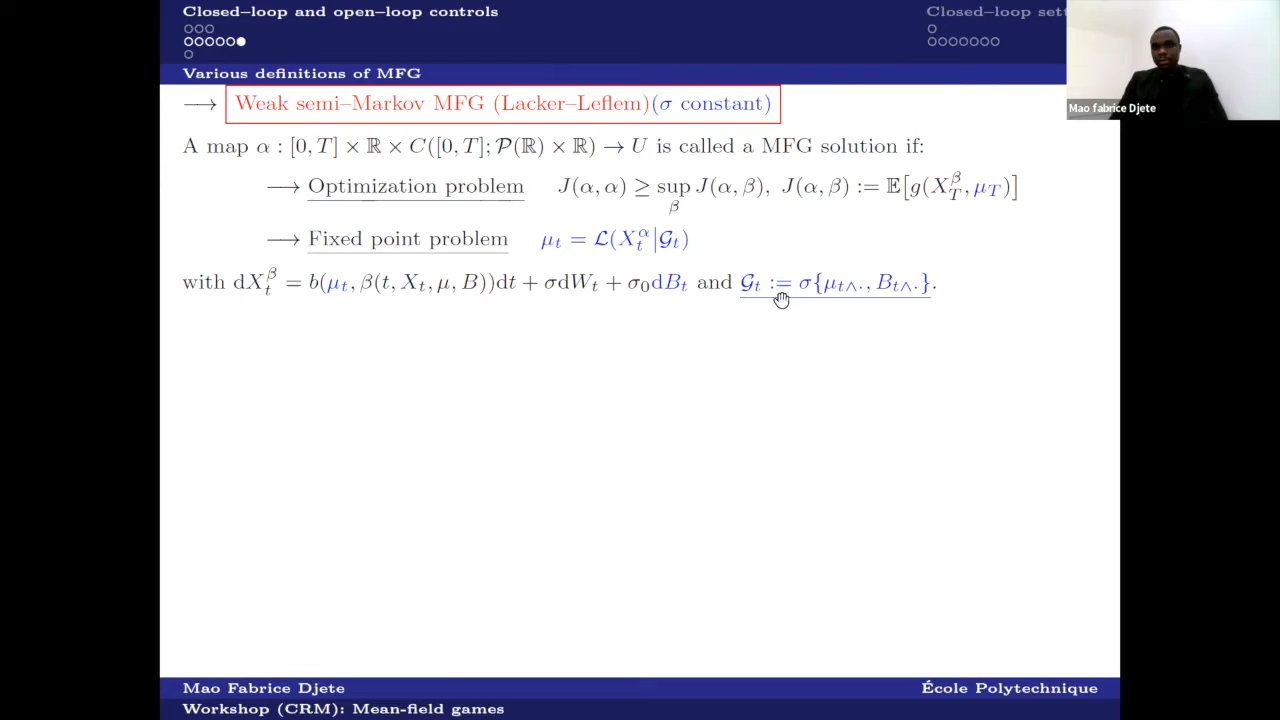 Closed–loop and open–loop controls
Closed–loop sett
Various definitions of MFG
⟶ Weak semi–Markov MFG (Lacker–Leflem)(σ constant)
A map α : [0, T] × ℝ × C([0, T]; 𝒫(ℝ) × ℝ) → U is called a MFG solution if:
⟶ Optimization problem J(α, α) ≥ sup_β J(α, β), J(α, β) := 𝔼[g(X_T^β, μ_T)]
⟶ Fixed point problem μ_t = ℒ(X_t^α|𝒢_t)
with dX_t^β = b(μ_t, β(t, X_t, μ, B))dt + σdW_t + σ_0dB_t and 𝒢_t := σ{μ_{t∧·}, B_{t∧·}}.
Mao fabrice Djete
Mao Fabrice Djete
École Polytechnique
Workshop (CRM): Mean-field games